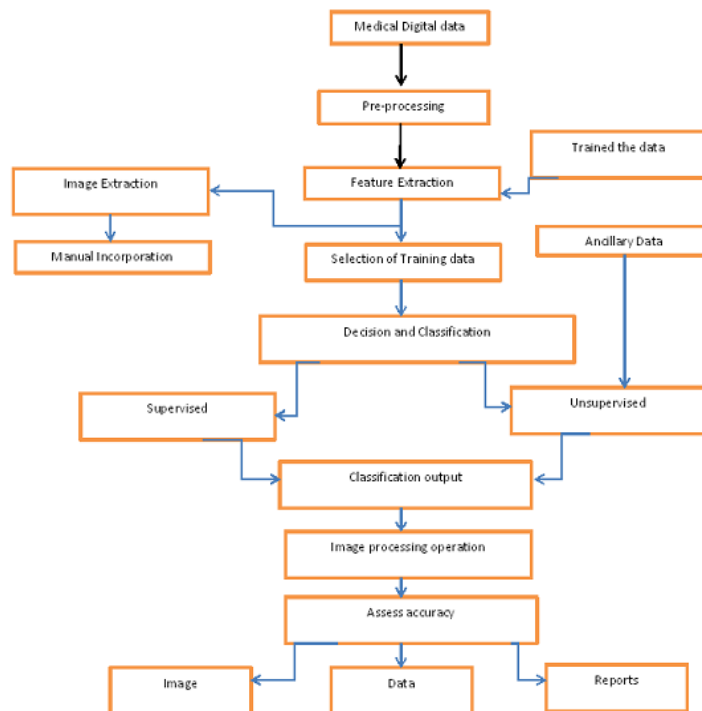 Medical Digital data
Pre-processing
Trained the data
Image Extraction
Feature Extraction
Ancillary Data
Manual Incorporation
Selection of Training data
Decision and Classification
Supervised
Unsupervised
Classification output
Image processing operation
Assess accuracy
Image
Data
Reports